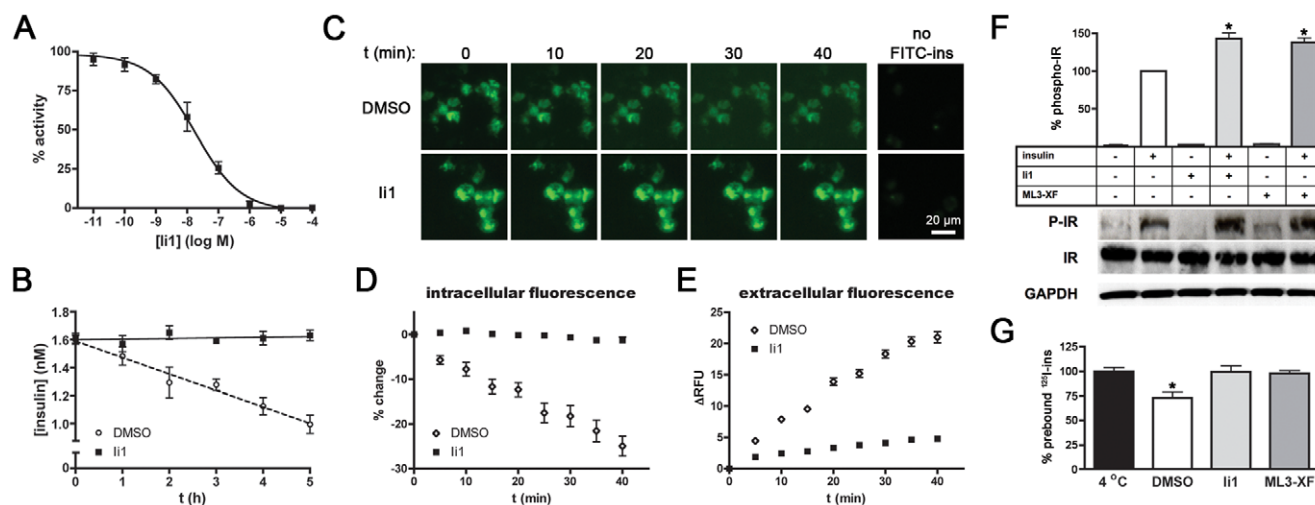 A
100
75
50
25
0
% activity
-11 -10 -9 -8 -7 -6 -5 -4
[Ii1] (log M)
B
1.8
1.6
1.4
1.2
1.0
0
[insulin] (nM)
DMSO
Ii1
0 1 2 3 4 5
t (h)
C
t (min): 0 10 20 30 40
no
FITC-ins
DMSO
Ii1
20 µm
D
intracellular fluorescence
10
0
-10
-20
-30
% change
DMSO
Ii1
0 10 20 30 40
t (min)
E
extracellular fluorescence
25
20
15
10
5
0
ΔRFU
DMSO
Ii1
0 10 20 30 40
t (min)
F
150
100
50
0
% phospho-IR
* *
insulin - + - + - +
Ii1 - - + + - -
ML3-XF - - - - + +
P-IR
IR
GAPDH
G
125
100
75
50
25
0
% prebound ¹²⁵I-ins
*
4 °C DMSO Ii1 ML3-XF